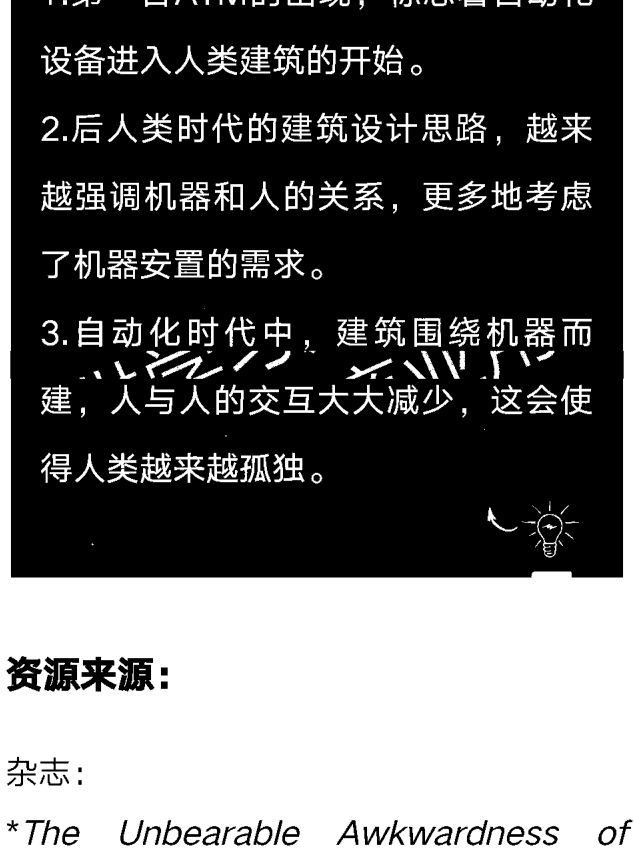 设备进入人类建筑的开始。
2.后人类时代的建筑设计思路，越来
越强调机器和人的关系，更多地考虑
了机器安置的需求。
3.自动化时代中，建筑围绕机器而
建，人与人的交互大大减少，这会使
得人类越来越孤独。
资源来源：
杂志：
*The Unbearable Awkwardness of